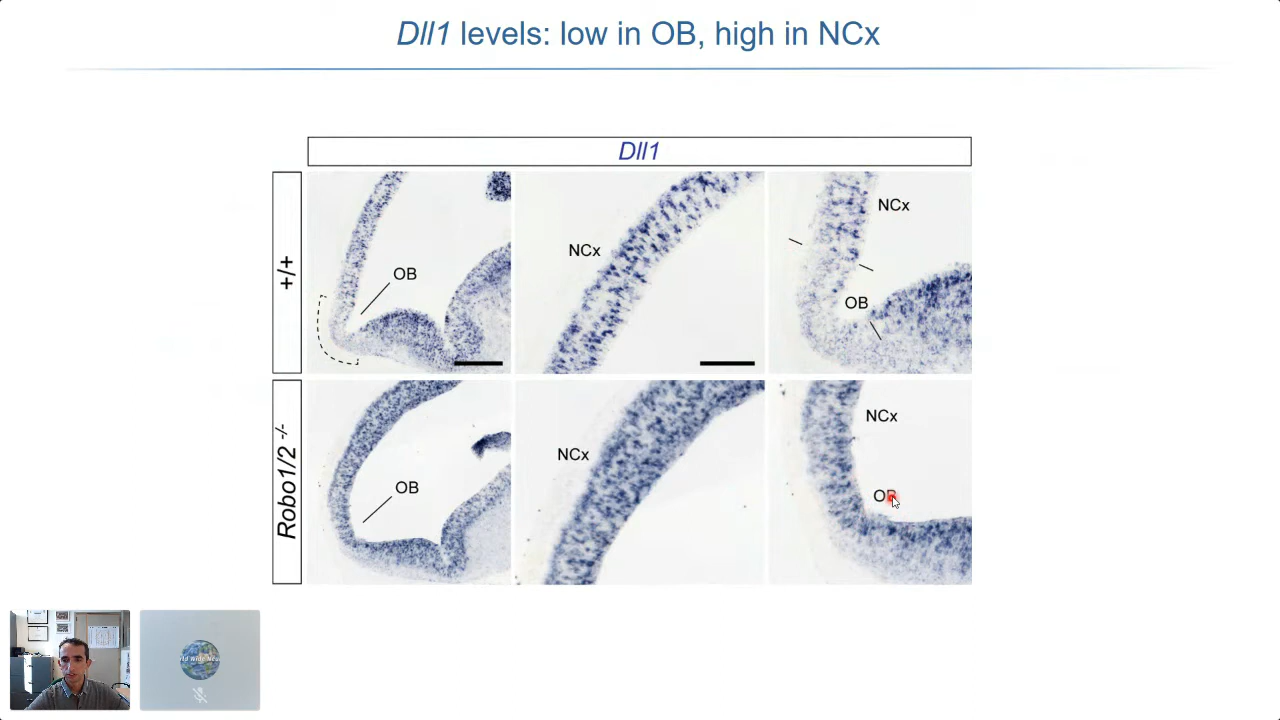 Dll1 levels: low in OB, high in NCx
Dll1
+/+
OB
NCx
NCx
OB
Robo1/2 -/-
OB
NCx
NCx
OB